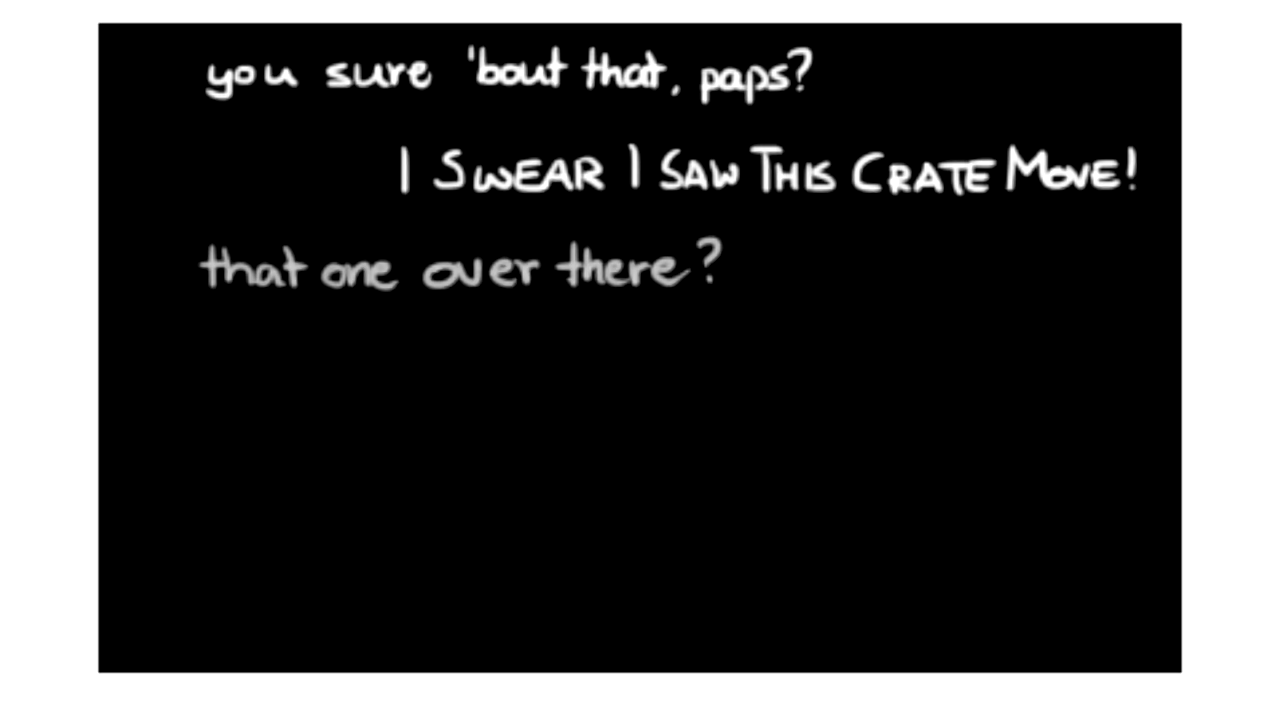 you sure 'bout that, paps?
I SWEAR I SAW THIS CRATE MOVE!
that one over there?